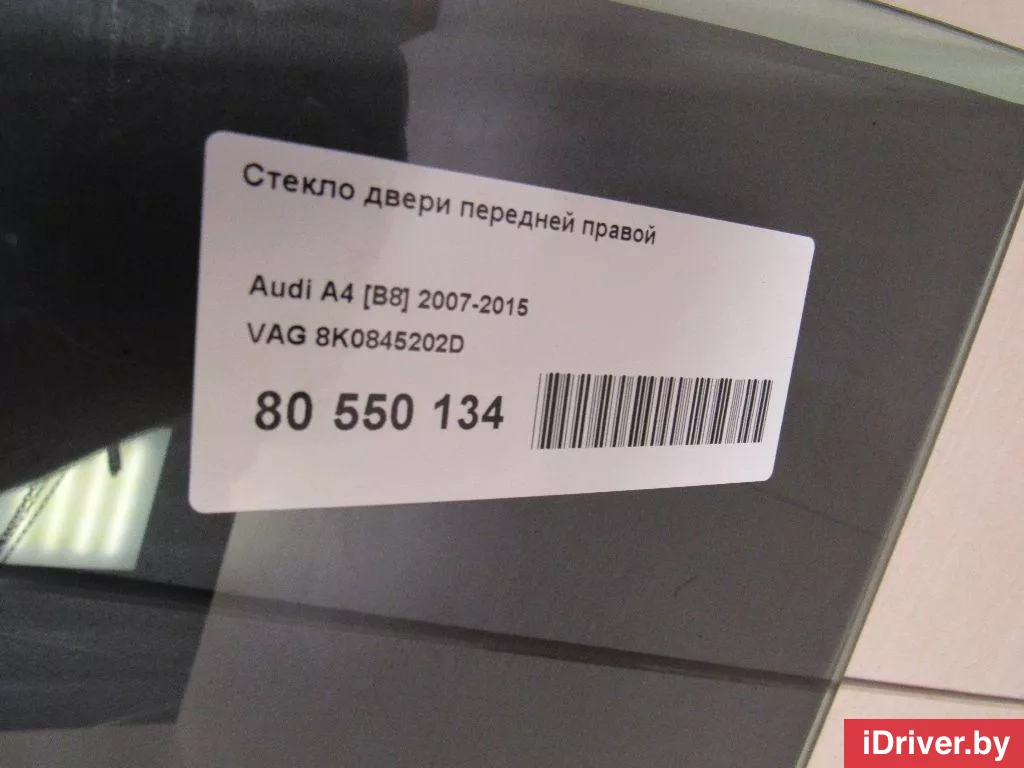 Стекло двери передней правой
Audi A4 [B8] 2007-2015
VAG 8K0845202D
80 550 134
iDriver.by